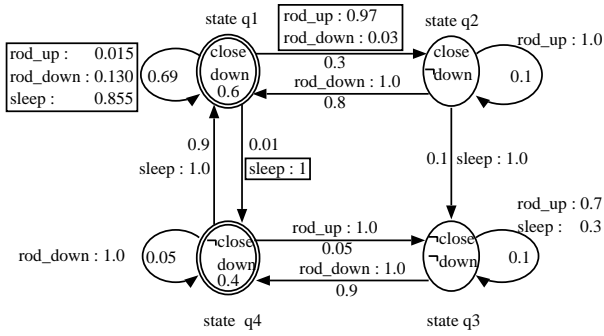 state q1
state q2
rod_up : 0.97
rod_down : 0.03
rod_up : 0.015
rod_down : 0.130
sleep : 0.855
0.69
close
down
0.6
0.3
rod_down : 1.0
0.8
close
¬down
rod_up : 1.0
0.1
0.9
sleep : 1.0
0.01
sleep : 1
0.1 sleep : 1.0
rod_down : 1.0
0.05
¬close
down
0.4
rod_up : 1.0
0.05
rod_down : 1.0
0.9
¬close
¬down
rod_up : 0.7
sleep : 0.3
0.1
state q4
state q3